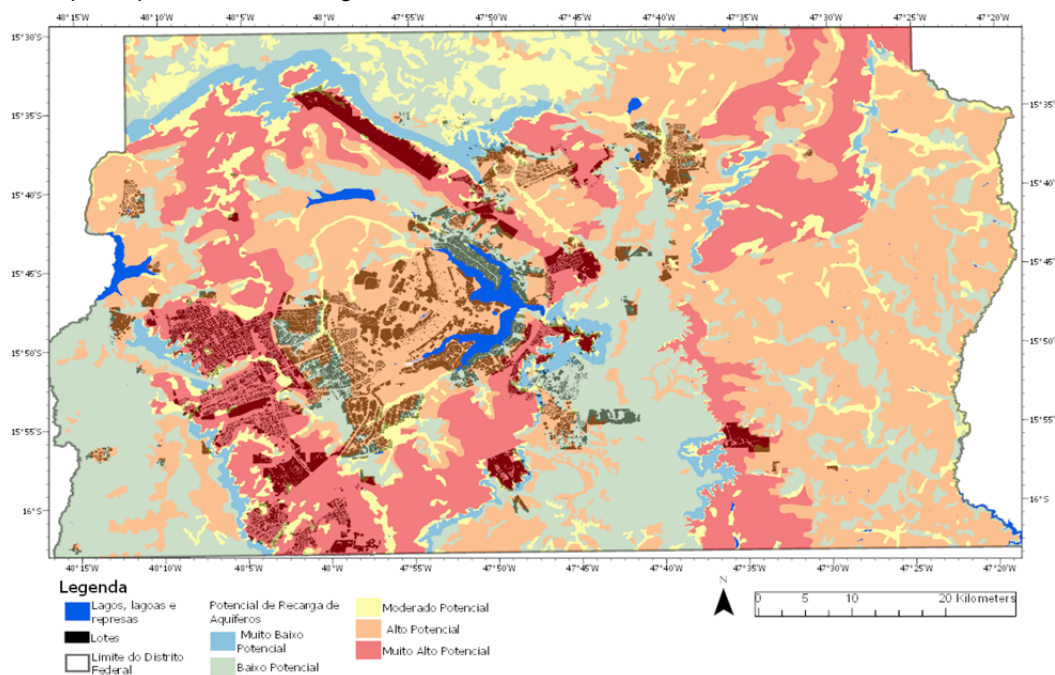 48°15'W 48°10'W 48°5'W 48°W 47°55'W 47°50'W 47°45'W 47°40'W 47°35'W 47°30'W 47°25'W 47°20'W
15°30'S
15°35'S 15°35'S
15°40'S 15°40'S
15°45'S 15°45'S
15°50'S 15°50'S
15°55'S 15°55'S
16°S 16°S
48°15'W 48°10'W 48°5'W 48°W 47°55'W 47°50'W 47°45'W 47°40'W 47°35'W 47°30'W 47°25'W 47°20'W
Legenda
Lagos, lagoas e
represas
Lotes
Limite do Distrito
Federal
Potencial de Recarga de
Aquíferos
Muito Baixo
Potencial
Baixo Potencial
Moderado Potencial
Alto Potencial
Muito Alto Potencial
N
0 5 10 20 Kilometers